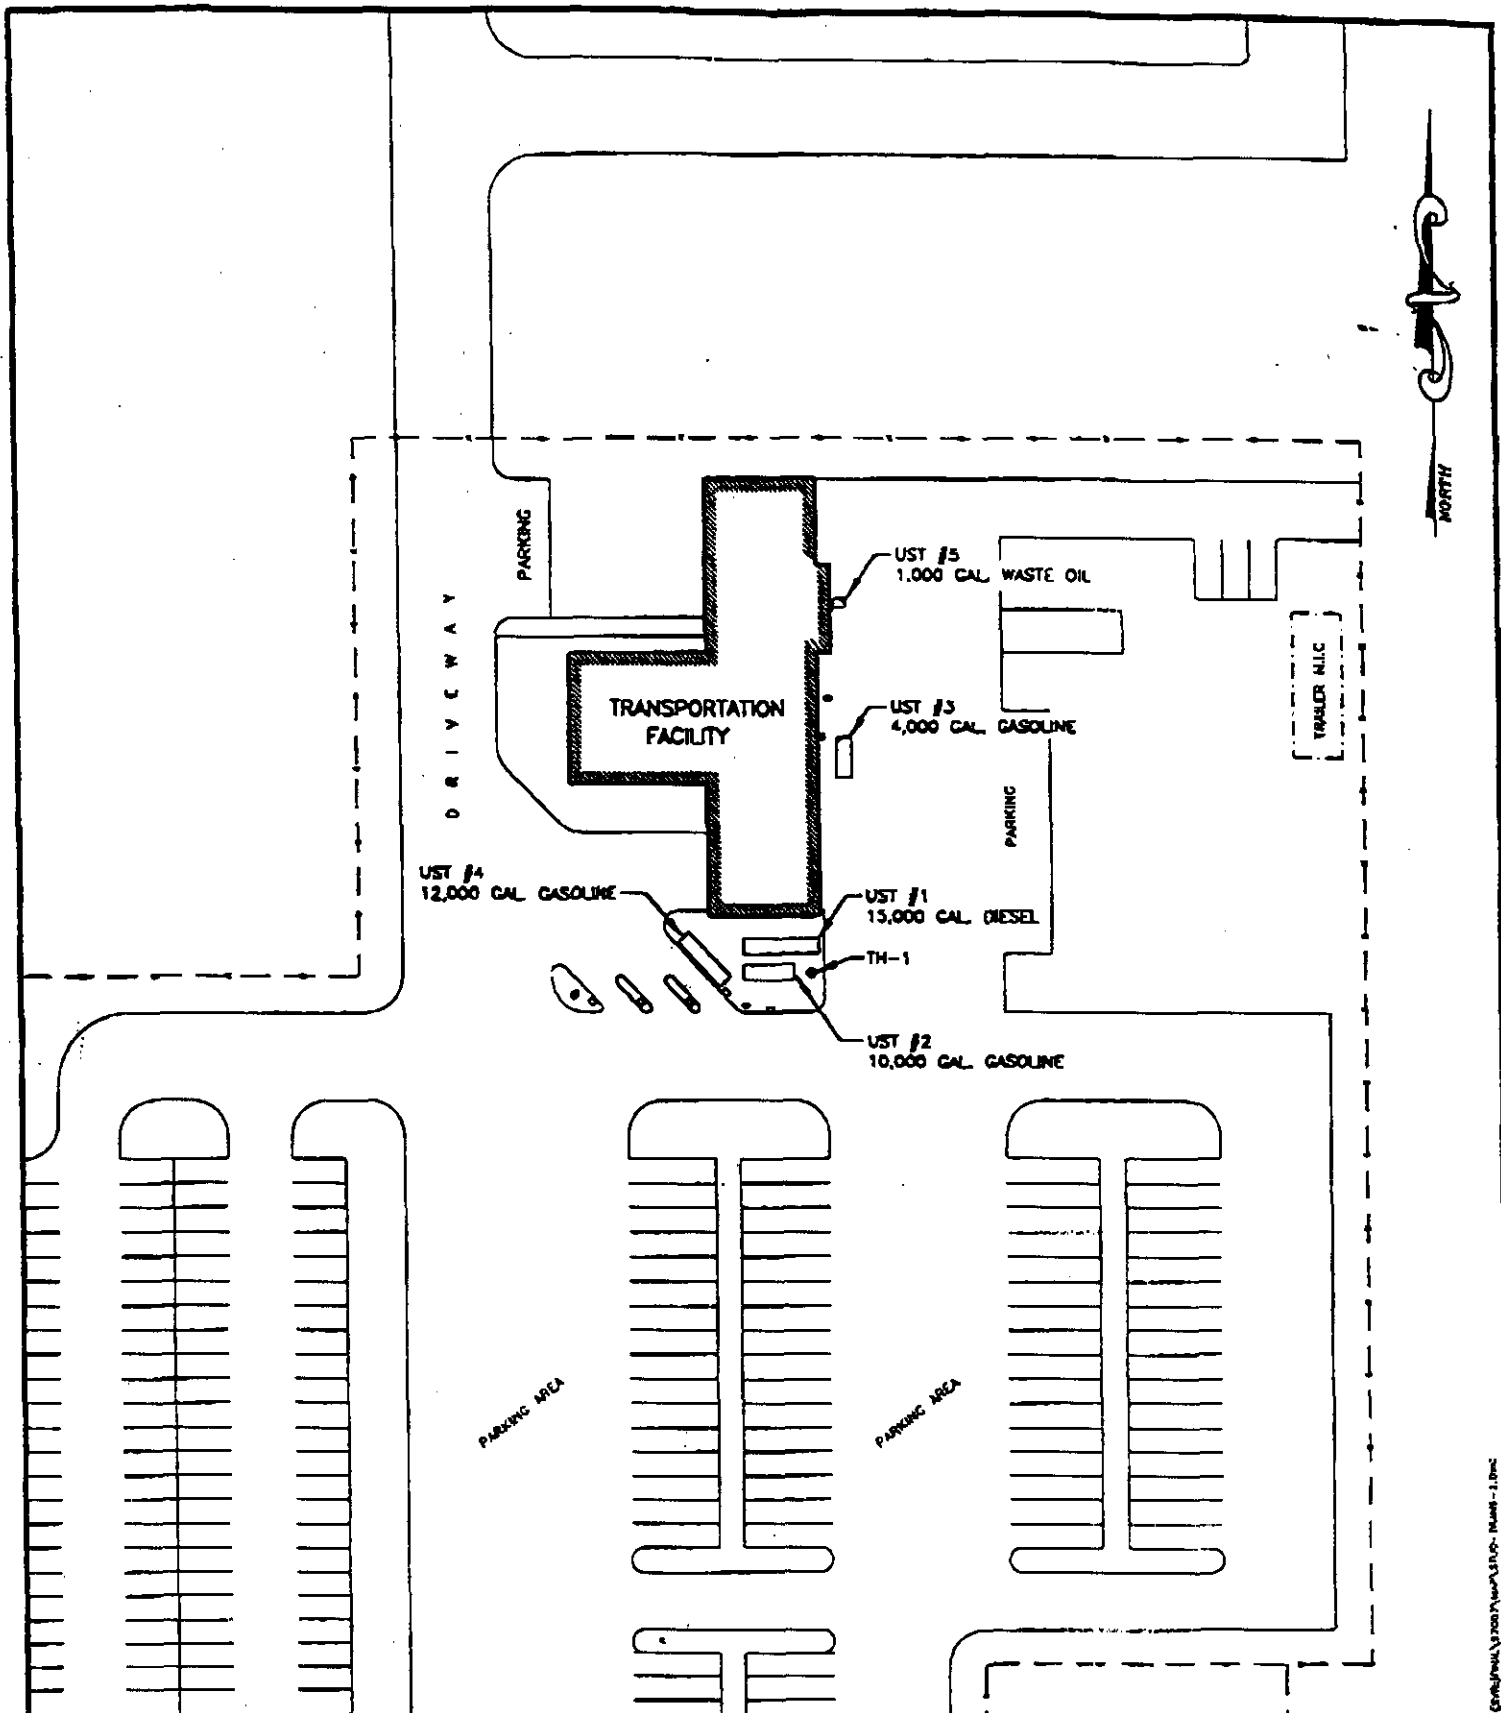 NORTH
PARKING
UST #5
1,000 GAL. WASTE OIL
DRIVEWAY
TRAILER N.I.C
TRANSPORTATION
FACILITY
UST #3
4,000 GAL. GASOLINE
PARKING
UST #4
12,000 GAL. GASOLINE
UST #1
15,000 GAL. DIESEL
TH-1
UST #2
10,000 GAL. GASOLINE
PARKING AREA
PARKING AREA